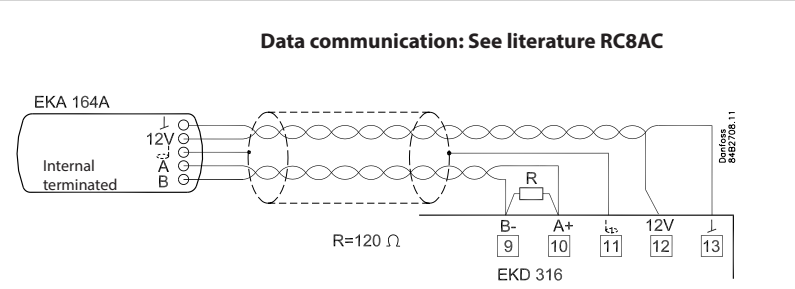 Data communication: See literature RC8AC
EKA 164A
12V
A
B
Internal
terminated
R
Danfoss
84B2708.11
R=120 Ω
B-
A+
12V
9
10
11
12
13
EKD 316